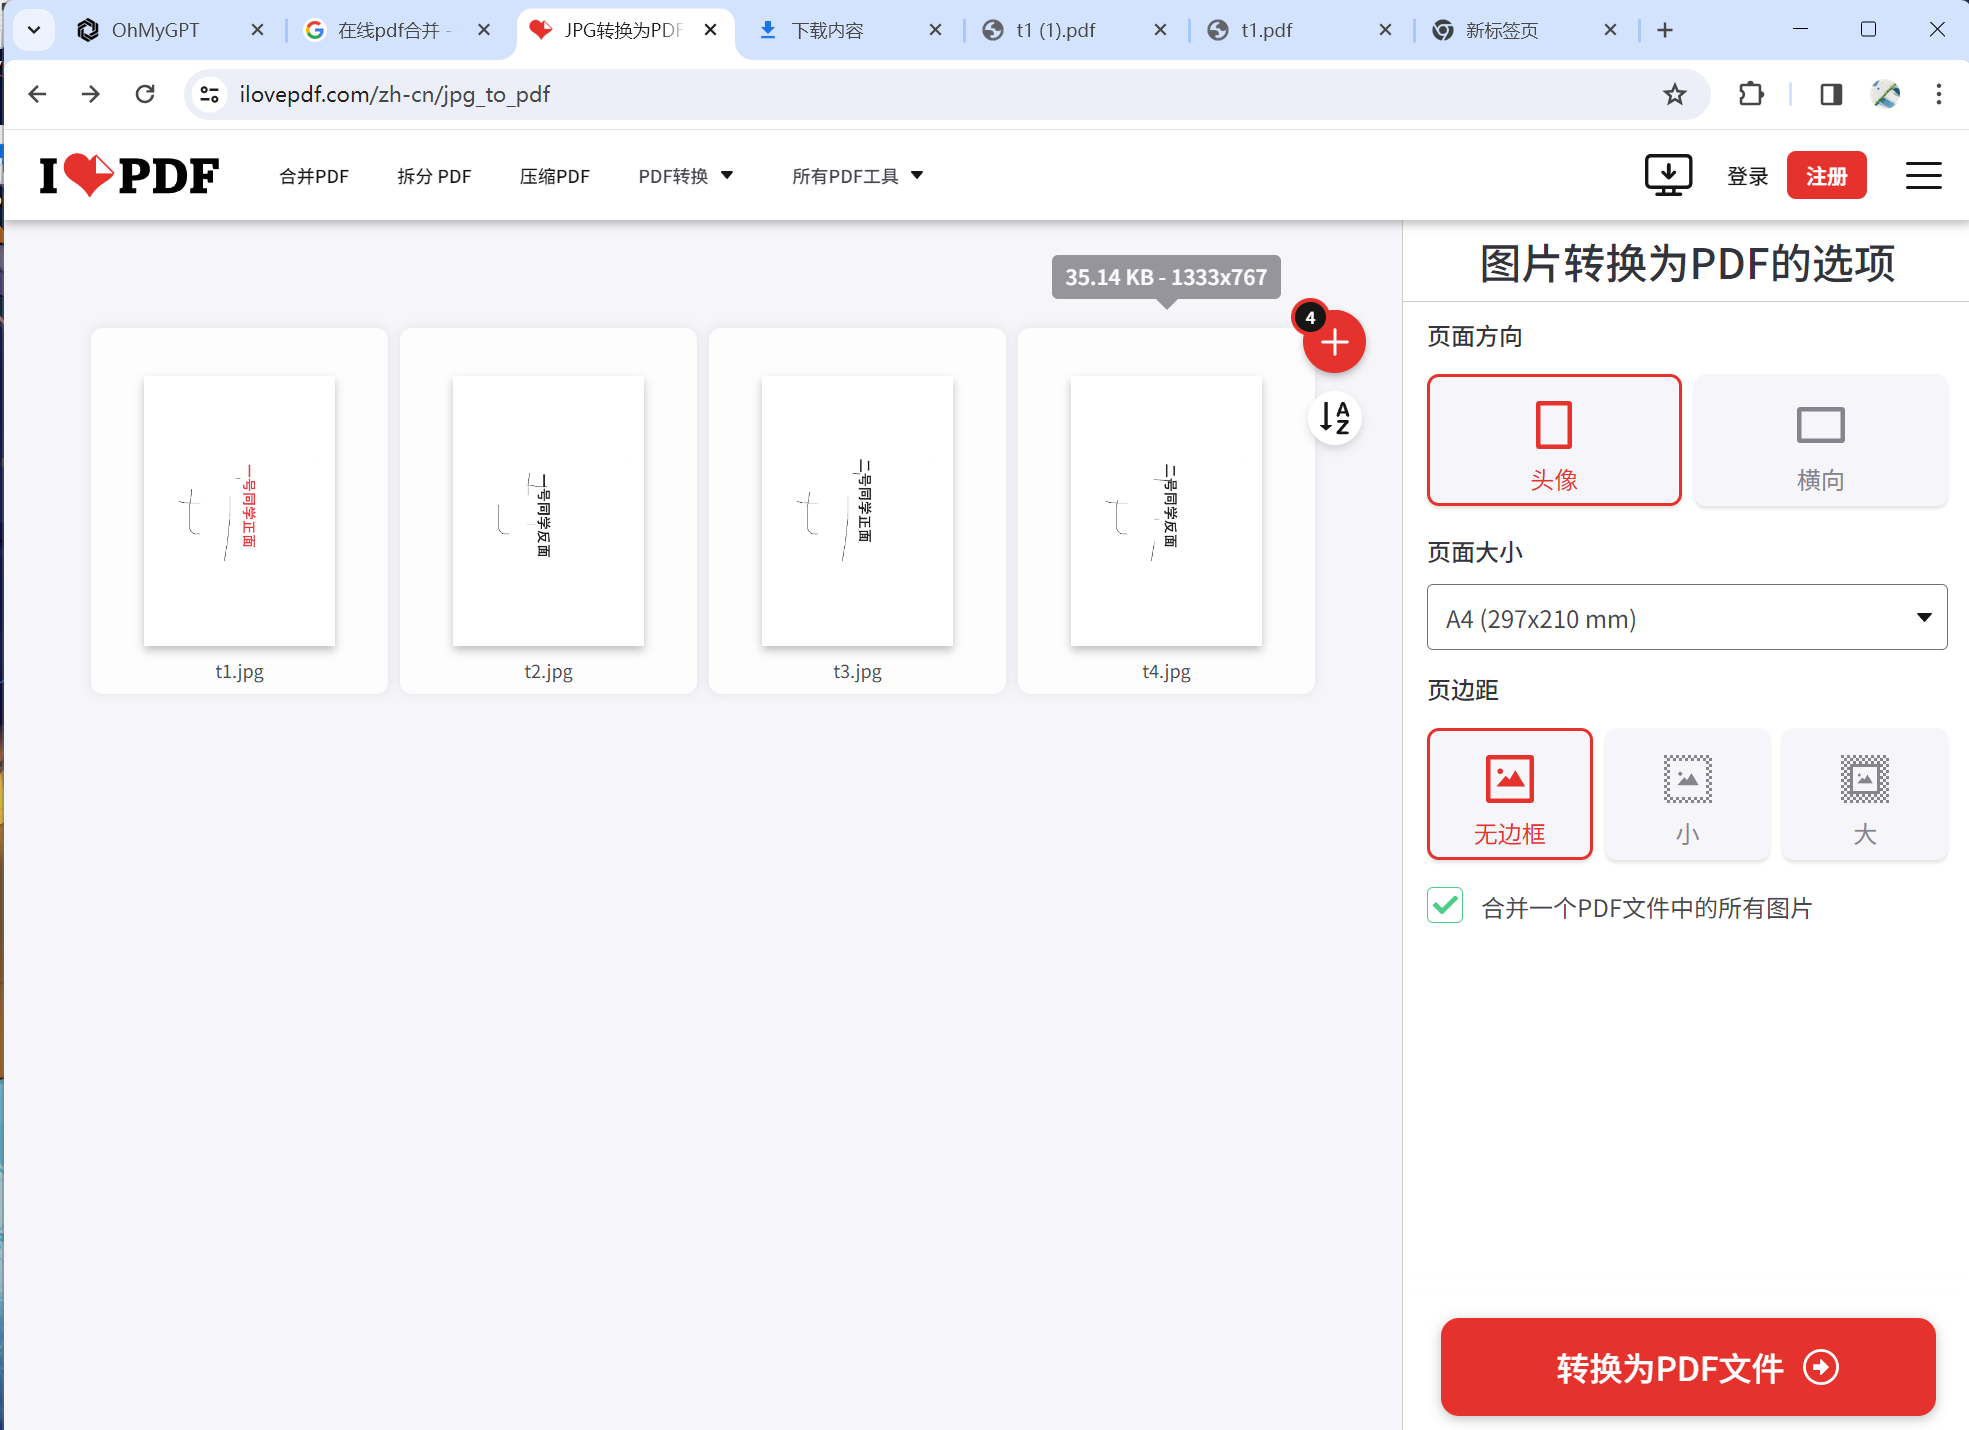 OhMyGPT
在线pdf合并 -
JPG转换为PDF
下载内容
t1 (1).pdf
t1.pdf
新标签页
ilovepdf.com/zh-cn/jpg_to_pdf
I PDF
合并PDF
拆分 PDF
压缩PDF
PDF转换
所有PDF工具
登录
注册
35.14 KB - 1333x767
4
A
Z
一号同学正面
t1.jpg
一号同学反面
t2.jpg
二号同学正面
t3.jpg
二号同学反面
t4.jpg
图片转换为PDF的选项
页面方向
头像
横向
页面大小
A4 (297x210 mm)
页边距
无边框
小
大
合并一个PDF文件中的所有图片
转换为PDF文件